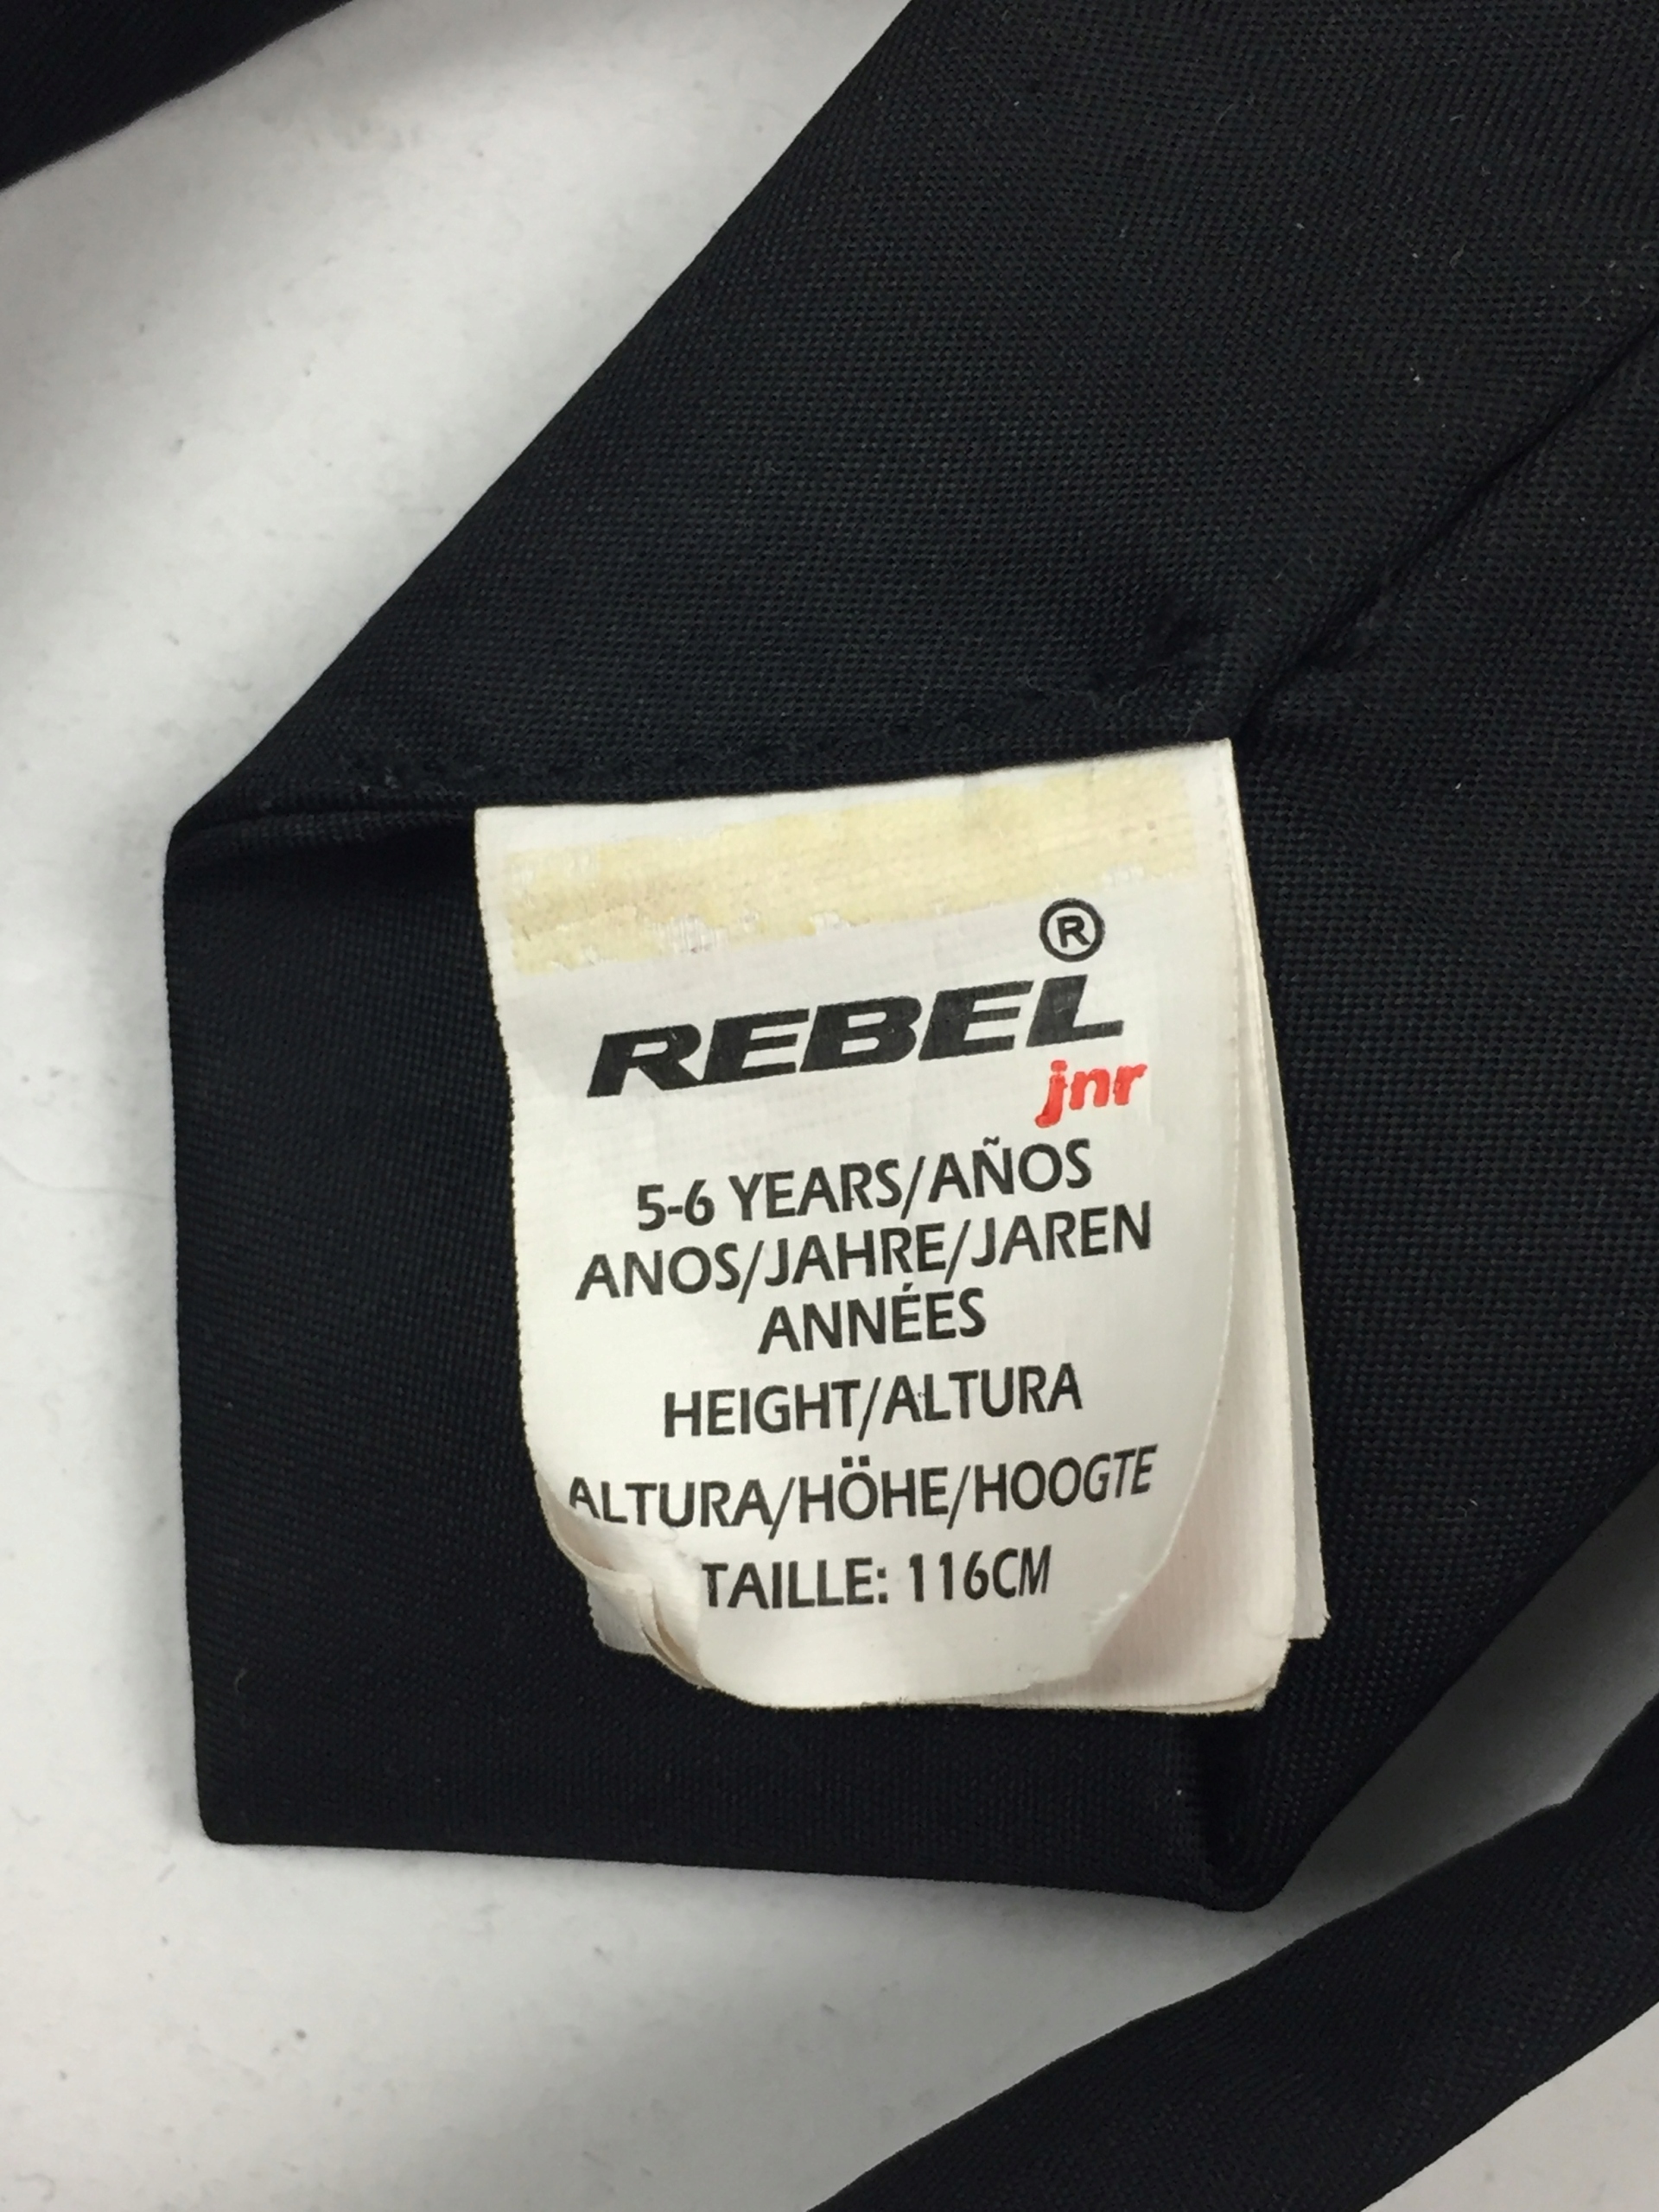 ®
REBEL
jnr
5-6 YEARS/AÑOS
ANOS/JAHRE/JAREN
ANNÉES
HEIGHT/ALTURA
ALTURA/HÖHE/HOOGTE
TAILLE: 116CM